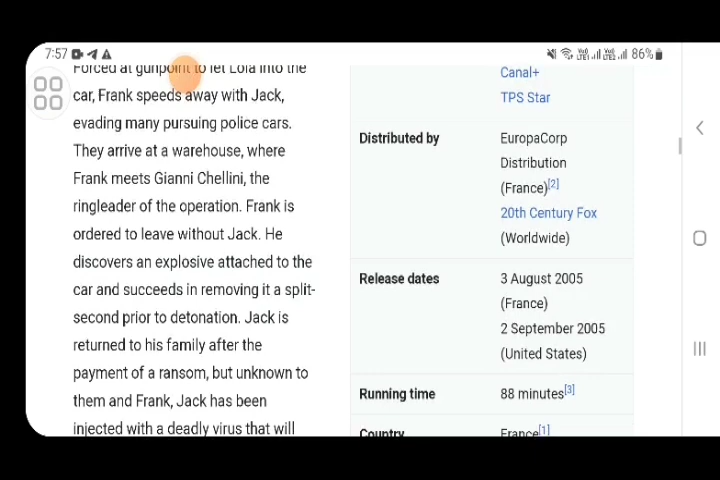 7:57
86%
Forced at gunpoint to let Lola into the
car, Frank speeds away with Jack,
evading many pursuing police cars.
They arrive at a warehouse, where
Frank meets Gianni Chellini, the
ringleader of the operation. Frank is
ordered to leave without Jack. He
discovers an explosive attached to the
car and succeeds in removing it a split-
second prior to detonation. Jack is
returned to his family after the
payment of a ransom, but unknown to
them and Frank, Jack has been
injected with a deadly virus that will
Canal+
TPS Star
Distributed by
EuropaCorp
Distribution
(France)[2]
20th Century Fox
(Worldwide)
Release dates
3 August 2005
(France)
2 September 2005
(United States)
Running time
88 minutes[3]
Country
France[1]